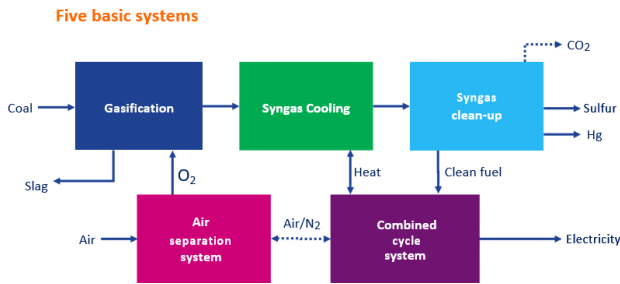 Five basic systems
CO2
Coal
Gasification
Syngas Cooling
Syngas
clean-up
Sulfur
Hg
Slag
O2
Heat
Clean fuel
Air
Air
separation
system
Air/N2
Combined
cycle
system
Electricity